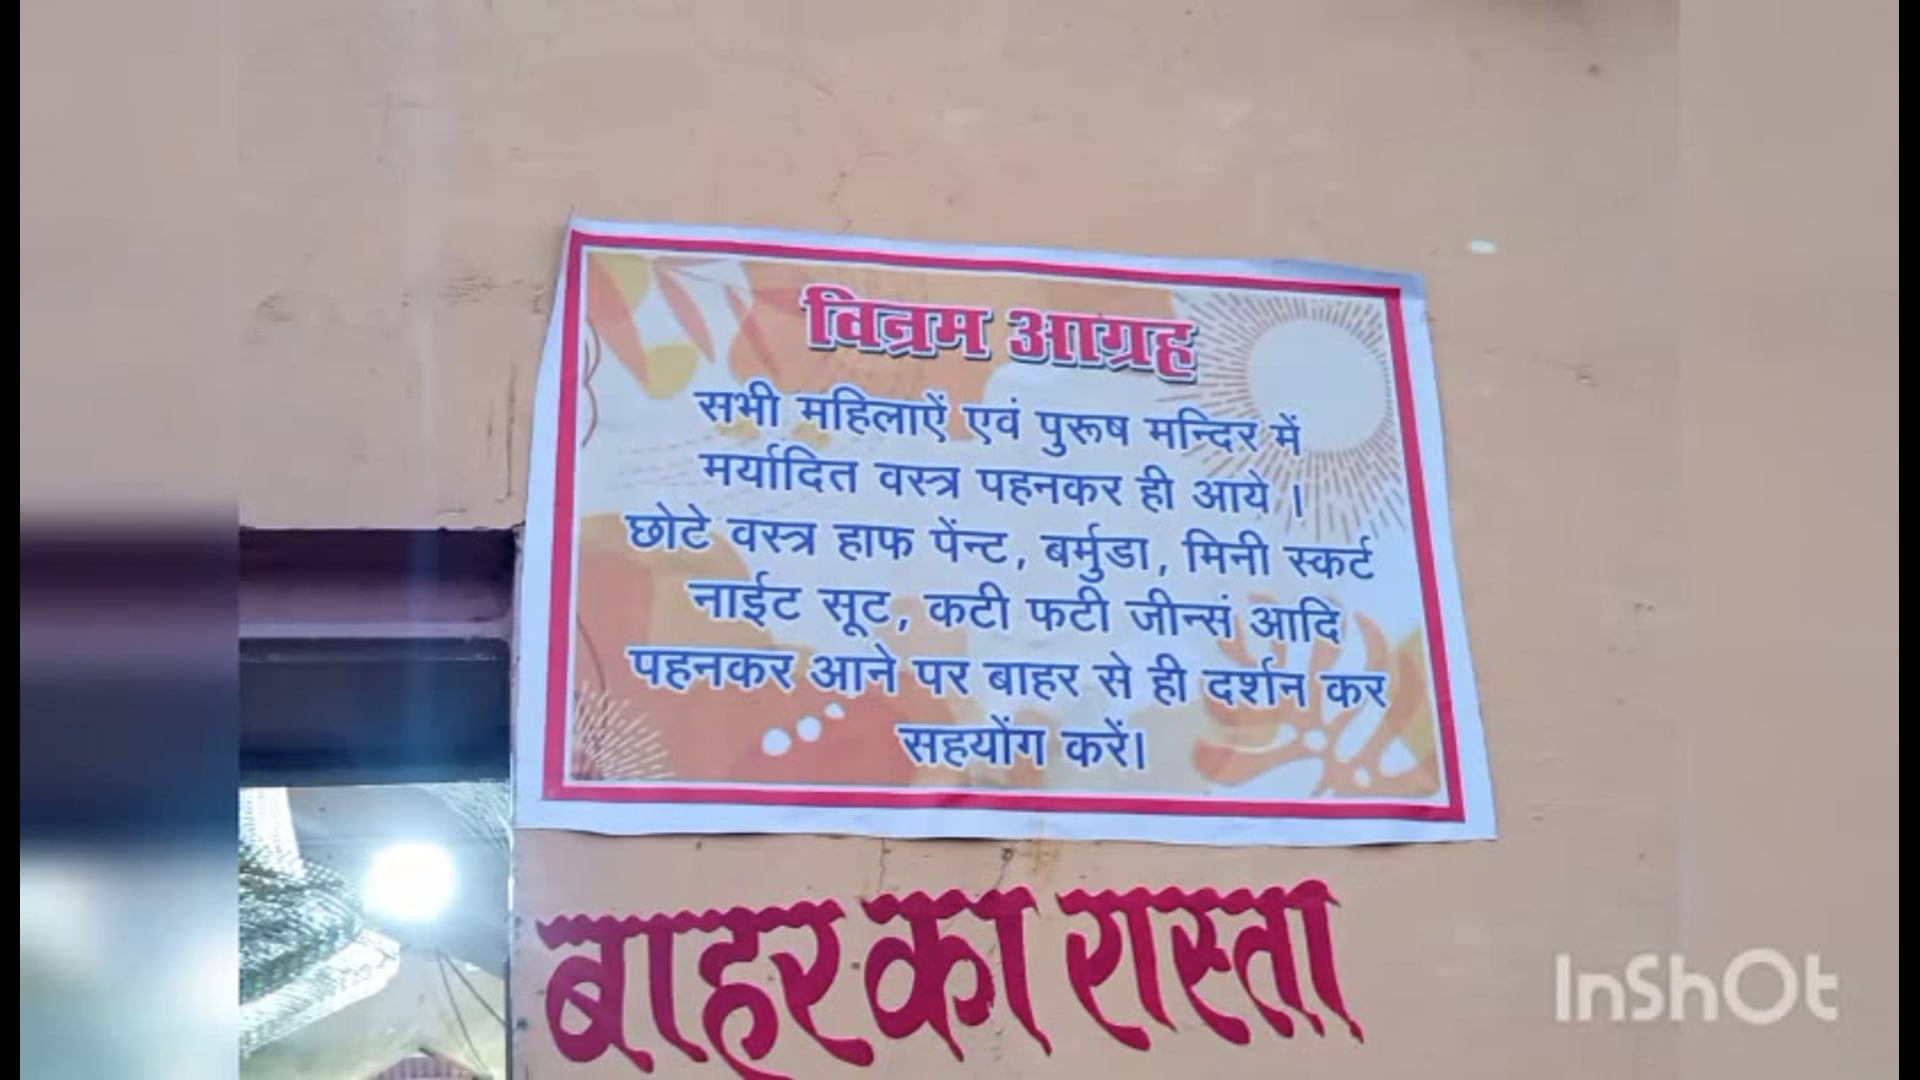 विनम्र आग्रह
सभी महिलाऐं एवं पुरूष मन्दिर में
मर्यादित वस्त्र पहनकर ही आये ।
छोटे वस्त्र हाफ पेंन्ट, बर्मुडा, मिनी स्कर्ट
नाईट सूट, कटी फटी जीन्सं आदि
पहनकर आने पर बाहर से ही दर्शन कर
सहयोंग करें।
बाहर का रास्ता
InShOt